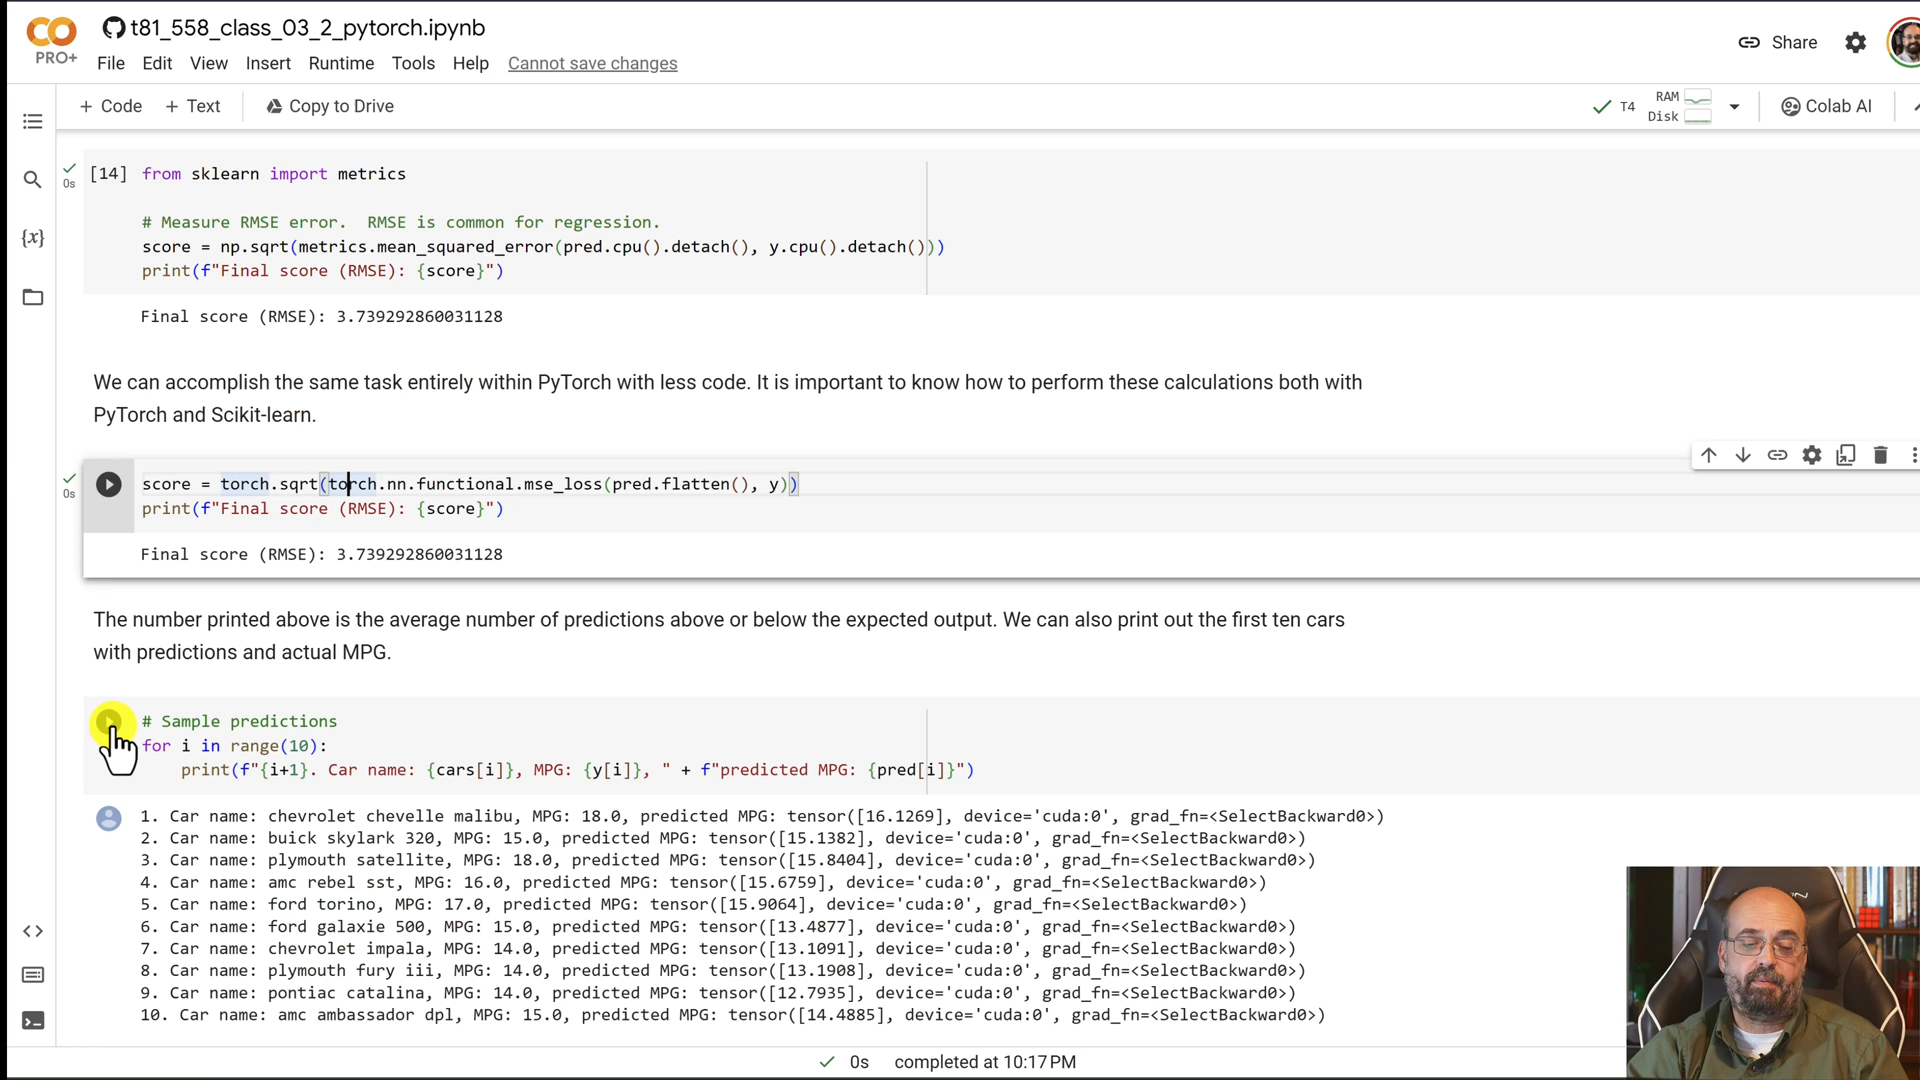 t81_558_class_03_2_pytorch.ipynb
PRO+
File Edit View Insert Runtime Tools Help Cannot save changes
Share
+ Code + Text Copy to Drive
T4 RAM
Disk
Colab AI
0s
[14] from sklearn import metrics
# Measure RMSE error.  RMSE is common for regression.
score = np.sqrt(metrics.mean_squared_error(pred.cpu().detach(), y.cpu().detach()))
print(f"Final score (RMSE): {score}")
Final score (RMSE): 3.739292860031128
We can accomplish the same task entirely within PyTorch with less code. It is important to know how to perform these calculations both with
PyTorch and Scikit-learn.
0s
score = torch.sqrt(torch.nn.functional.mse_loss(pred.flatten(), y))
print(f"Final score (RMSE): {score}")
Final score (RMSE): 3.739292860031128
The number printed above is the average number of predictions above or below the expected output. We can also print out the first ten cars
with predictions and actual MPG.
# Sample predictions
for i in range(10):
print(f"{i+1}. Car name: {cars[i]}, MPG: {y[i]}, " + f"predicted MPG: {pred[i]}")
1. Car name: chevrolet chevelle malibu, MPG: 18.0, predicted MPG: tensor([16.1269], device='cuda:0', grad_fn=<SelectBackward0>)
2. Car name: buick skylark 320, MPG: 15.0, predicted MPG: tensor([15.1382], device='cuda:0', grad_fn=<SelectBackward0>)
3. Car name: plymouth satellite, MPG: 18.0, predicted MPG: tensor([15.8404], device='cuda:0', grad_fn=<SelectBackward0>)
4. Car name: amc rebel sst, MPG: 16.0, predicted MPG: tensor([15.6759], device='cuda:0', grad_fn=<SelectBackward0>)
5. Car name: ford torino, MPG: 17.0, predicted MPG: tensor([15.9064], device='cuda:0', grad_fn=<SelectBackward0>)
6. Car name: ford galaxie 500, MPG: 15.0, predicted MPG: tensor([13.4877], device='cuda:0', grad_fn=<SelectBackward0>)
7. Car name: chevrolet impala, MPG: 14.0, predicted MPG: tensor([13.1091], device='cuda:0', grad_fn=<SelectBackward0>)
8. Car name: plymouth fury iii, MPG: 14.0, predicted MPG: tensor([13.1908], device='cuda:0', grad_fn=<SelectBackward0>)
9. Car name: pontiac catalina, MPG: 14.0, predicted MPG: tensor([12.7935], device='cuda:0', grad_fn=<SelectBackward0>)
10. Car name: amc ambassador dpl, MPG: 15.0, predicted MPG: tensor([14.4885], device='cuda:0', grad_fn=<SelectBackward0>)
0s completed at 10:17 PM